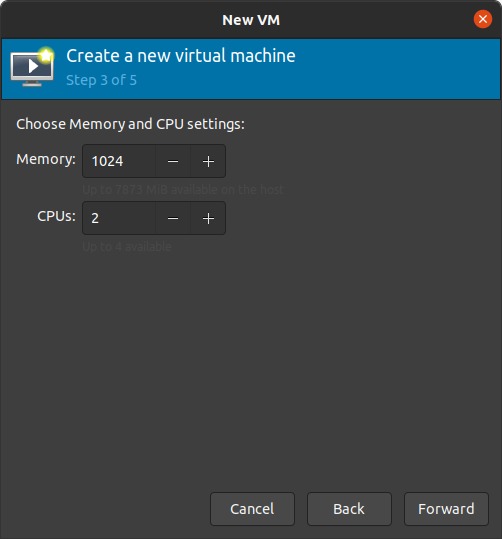 New VM
Create a new virtual machine
Step 3 of 5
Choose Memory and CPU settings:
Memory: 1024 − +
Up to 7873 MiB available on the host
CPUs: 2 − +
Up to 4 available
Cancel Back Forward